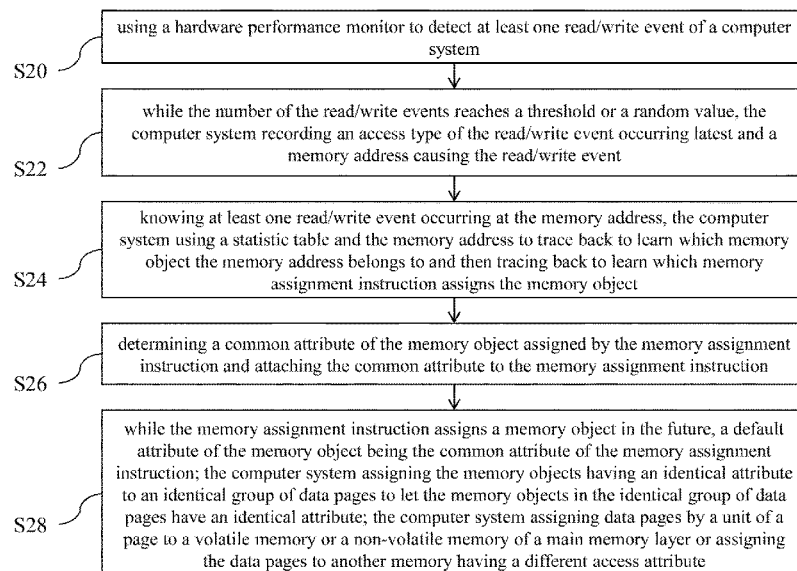 using a hardware performance monitor to detect at least one read/write event of a computer
system
S20
while the number of the read/write events reaches a threshold or a random value, the
computer system recording an access type of the read/write event occurring latest and a
memory address causing the read/write event
S22
knowing at least one read/write event occurring at the memory address, the computer
system using a statistic table and the memory address to trace back to learn which memory
object the memory address belongs to and then tracing back to learn which memory
assignment instruction assigns the memory object
S24
determining a common attribute of the memory object assigned by the memory assignment
instruction and attaching the common attribute to the memory assignment instruction
S26
while the memory assignment instruction assigns a memory object in the future, a default
attribute of the memory object being the common attribute of the memory assignment
instruction; the computer system assigning the memory objects having an identical attribute
to an identical group of data pages to let the memory objects in the identical group of data
pages have an identical attribute; the computer system assigning data pages by a unit of a
page to a volatile memory or a non-volatile memory of a main memory layer or assigning
the data pages to another memory having a different access attribute
S28